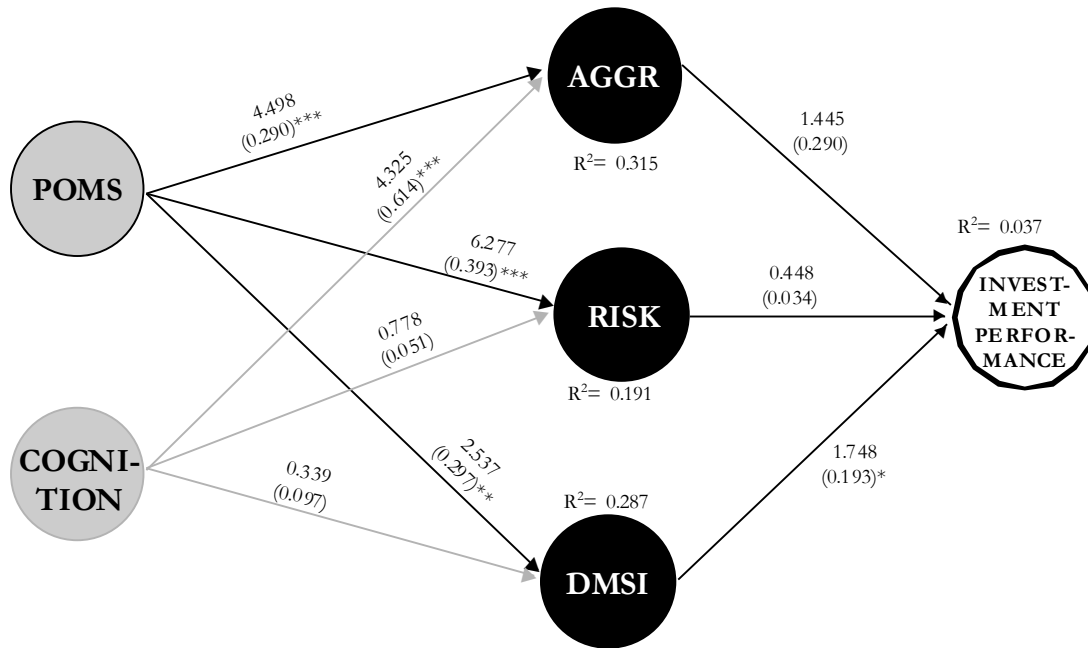 AGGR
R²= 0.315
4.498
(0.290)***
1.445
(0.290)
4.325
(0.614)***
POMS
R²= 0.037
6.277
(0.393)***
0.448
(0.034)
INVEST-
MENT
PERFOR-
MANCE
RISK
R²= 0.191
0.778
(0.051)
COGNI-
TION
2.537
(0.297)**
1.748
(0.193)*
0.339
(0.097)
R²= 0.287
DMSI